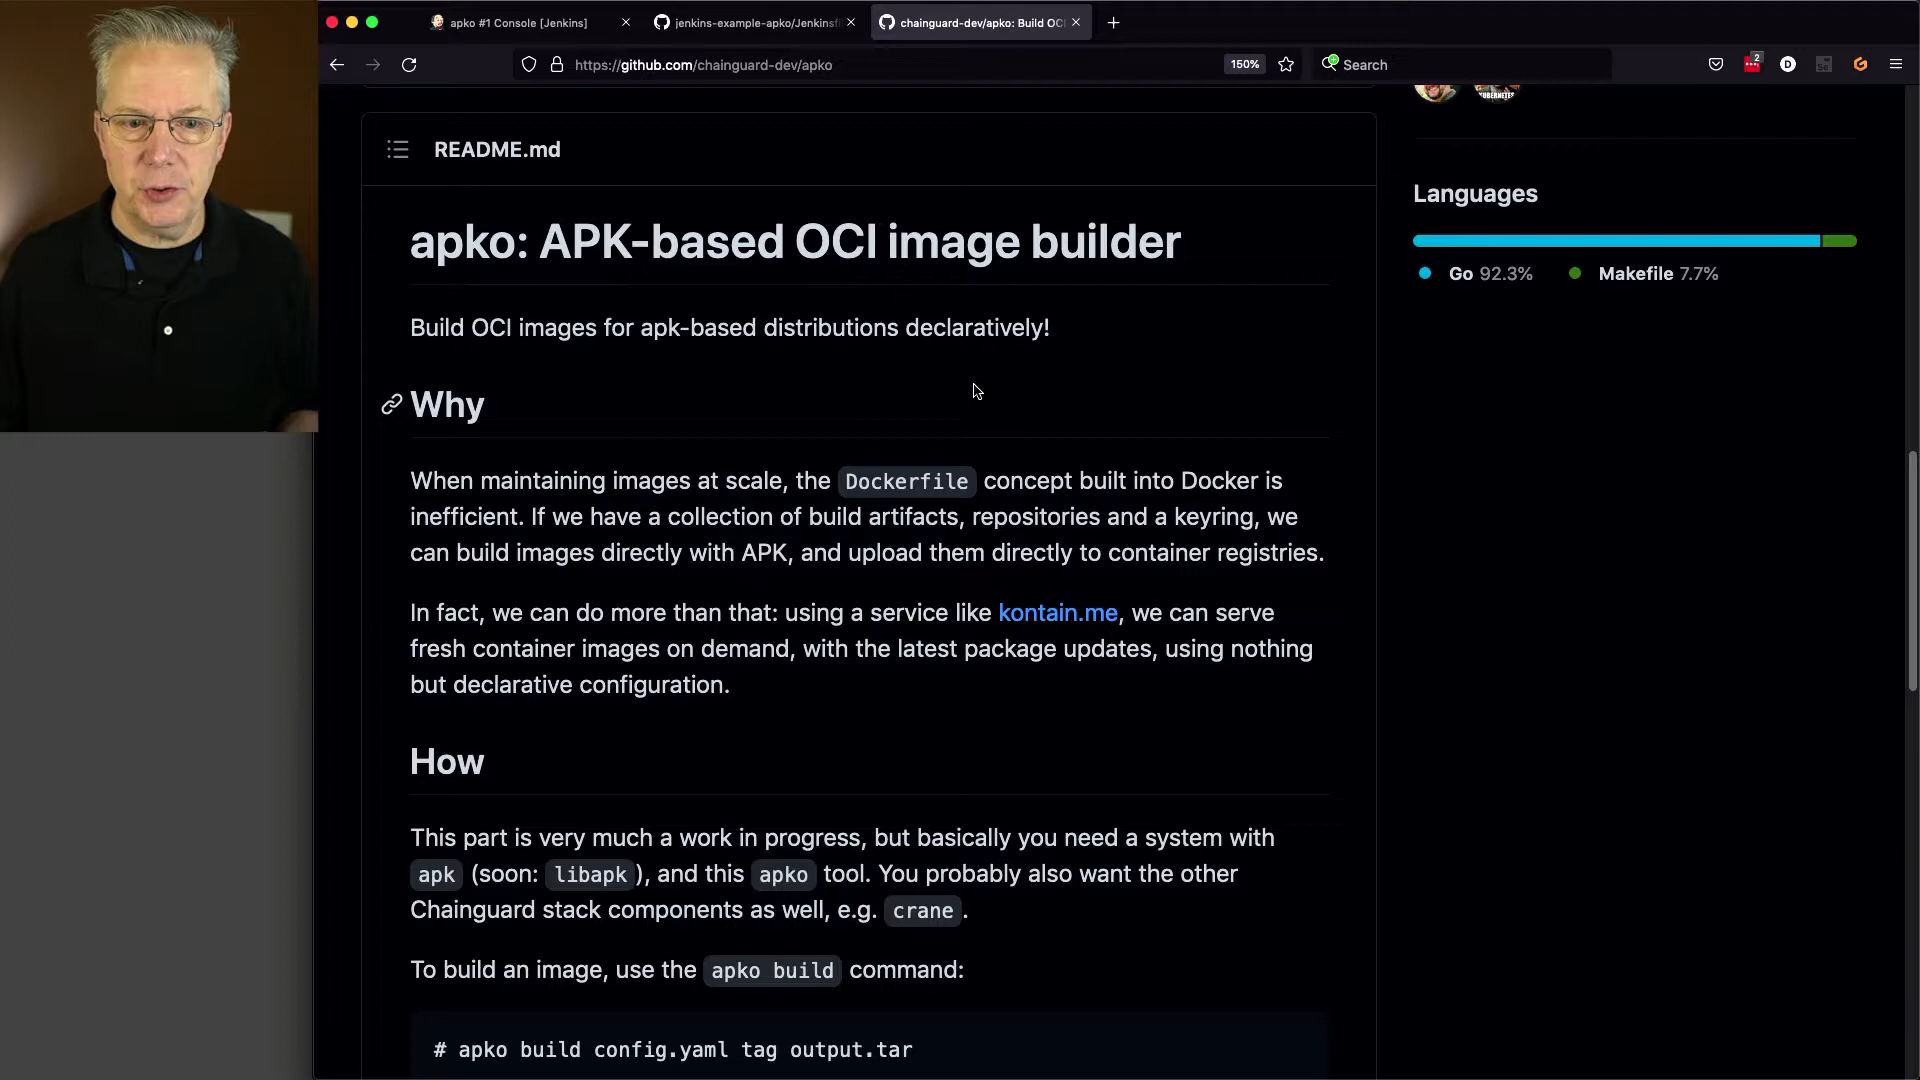 apko #1 Console [Jenkins]
jenkins-example-apko/Jenkinsfi
chainguard-dev/apko: Build OCI
https://github.com/chainguard-dev/apko
150%
Search
2
README.md
apko: APK-based OCI image builder
Build OCI images for apk-based distributions declaratively!
Why
When maintaining images at scale, the Dockerfile concept built into Docker is
inefficient. If we have a collection of build artifacts, repositories and a keyring, we
can build images directly with APK, and upload them directly to container registries.
In fact, we can do more than that: using a service like kontain.me, we can serve
fresh container images on demand, with the latest package updates, using nothing
but declarative configuration.
How
This part is very much a work in progress, but basically you need a system with
apk (soon: libapk), and this apko tool. You probably also want the other
Chainguard stack components as well, e.g. crane.
To build an image, use the apko build command:
# apko build config.yaml tag output.tar
KUBERNETES
Languages
Go 92.3%
Makefile 7.7%